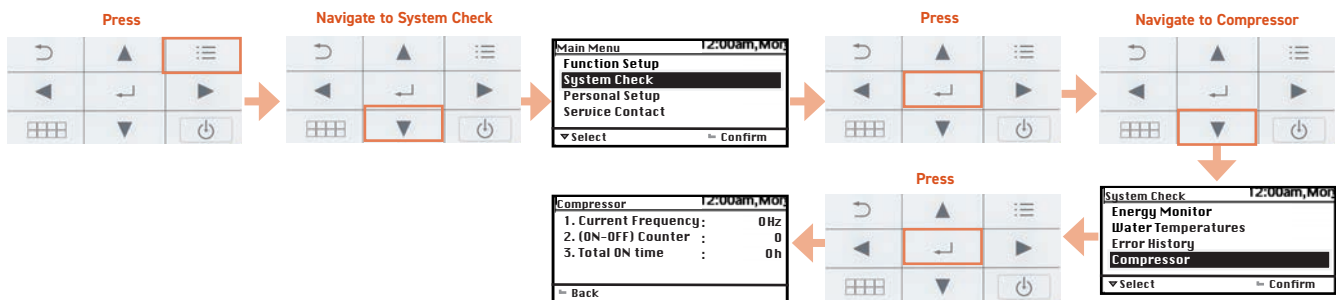 Press
Navigate to System Check
Main Menu 12:00am,Mon
Function Setup
System Check
Personal Setup
Service Contact
Select Confirm
Press
Navigate to Compressor
System Check 12:00am,Mon
Energy Monitor
Water Temperatures
Error History
Compressor
Select Confirm
Press
Compressor 12:00am,Mon
1. Current Frequency: 0Hz
2. (ON-OFF) Counter : 0
3. Total ON time : 0h
Back